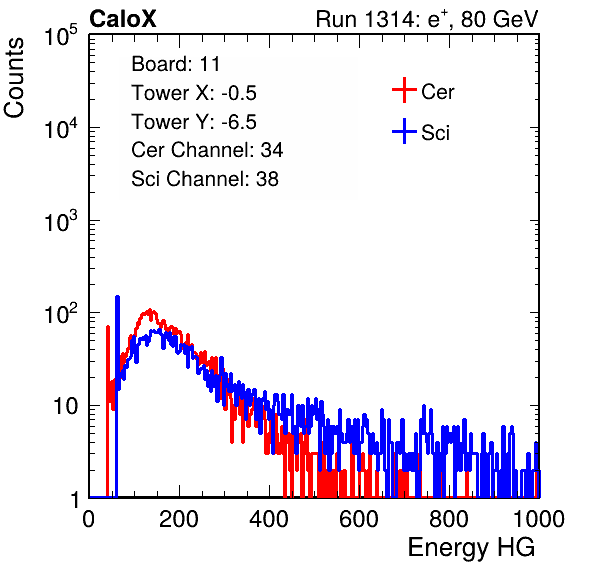 CaloX Run 1314: e⁺, 80 GeV
Counts
10⁵
10⁴
10³
10²
10
1
Board: 11
Tower X: -0.5
Tower Y: -6.5
Cer Channel: 34
Sci Channel: 38
Cer
Sci
0 200 400 600 800 1000
Energy HG